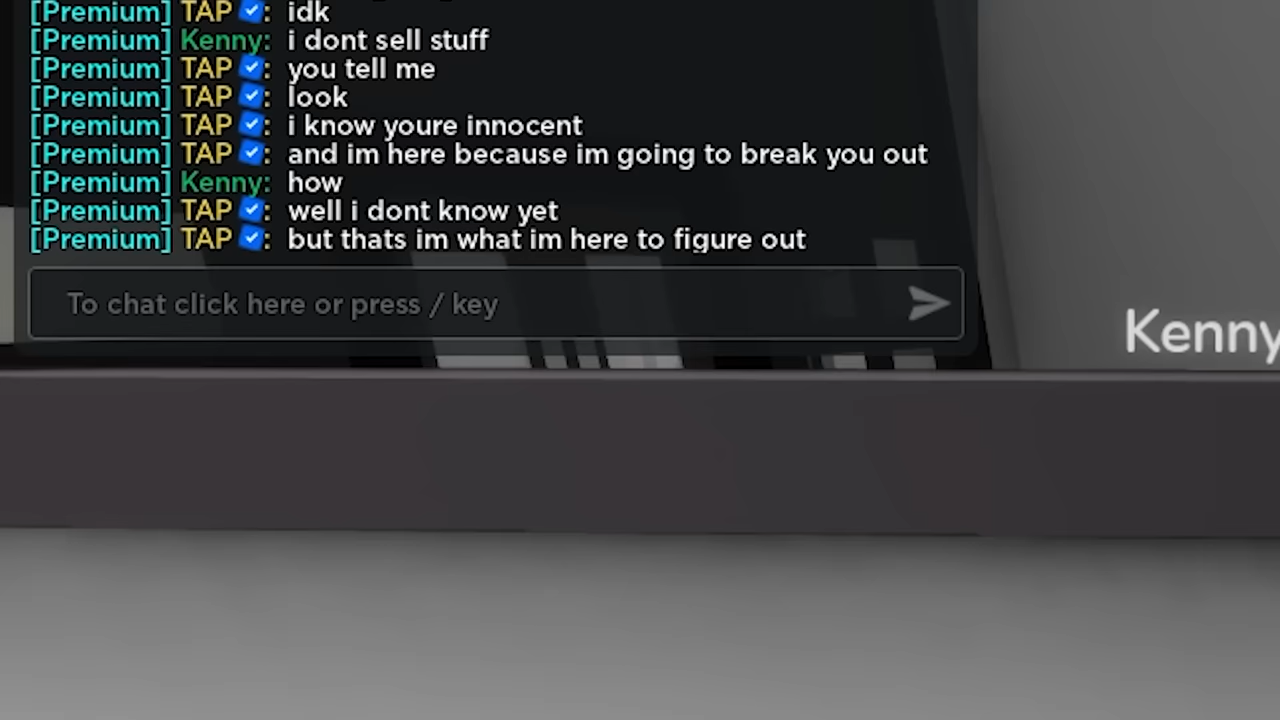 [Premium] TAP ✓: idk
[Premium] Kenny: i dont sell stuff
[Premium] TAP ✓: you tell me
[Premium] TAP ✓: look
[Premium] TAP ✓: i know youre innocent
[Premium] TAP ✓: and im here because im going to break you out
[Premium] Kenny: how
[Premium] TAP ✓: well i dont know yet
[Premium] TAP ✓: but thats im what im here to figure out
To chat click here or press / key
Kenny